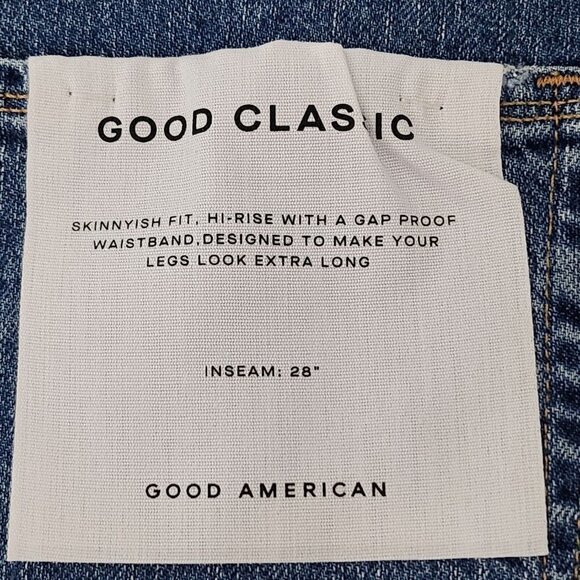 GOOD CLASSIC
SKINNYISH FIT, HI-RISE WITH A GAP PROOF
WAISTBAND,DESIGNED TO MAKE YOUR
LEGS LOOK EXTRA LONG
INSEAM: 28"
GOOD AMERICAN